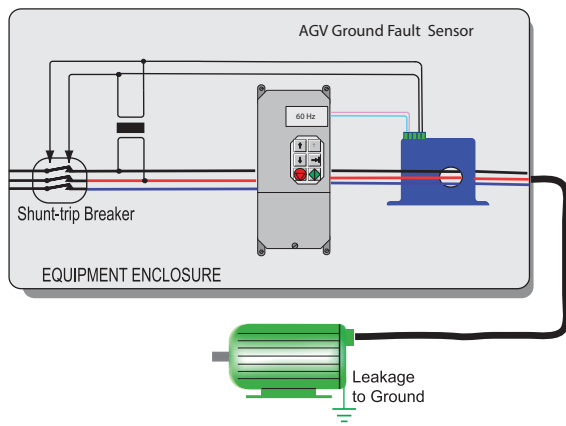 AGV Ground Fault Sensor
60 Hz
Shunt-trip Breaker
EQUIPMENT ENCLOSURE
Leakage
to Ground